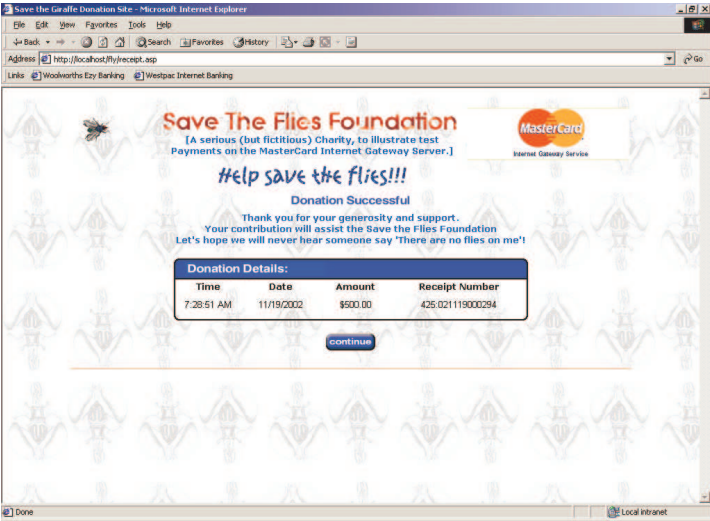 Save the Giraffe Donation Site - Microsoft Internet Explorer
File Edit View Favorites Tools Help
Back Search Favorites History
Address http://localhost/fly/receipt.asp Go
Links Woolworths Ezy Banking Westpac Internet Banking
Save The Flies Foundation
[A serious (but fictitious) Charity, to illustrate test
Payments on the MasterCard Internet Gateway Server.]
MasterCard
Internet Gateway Service
Help save the flies!!!
Donation Successful
Thank you for your generosity and support.
Your contribution will assist the Save the Flies Foundation
Let's hope we will never hear someone say 'There are no flies on me'!
Donation Details:
Time Date Amount Receipt Number
7:28:51 AM 11/19/2002 $500.00 425:021119000294
continue
Done Local intranet